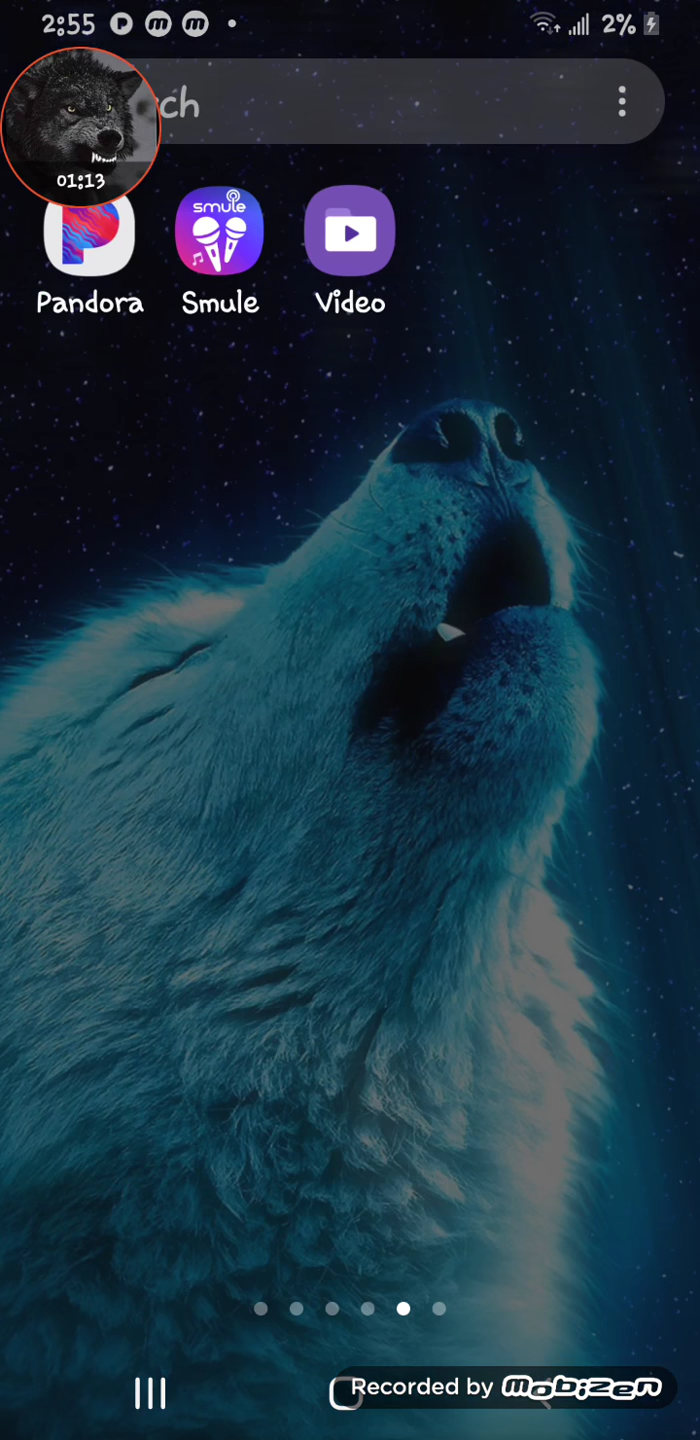 2:55 2%
ch
01:13
smule
Pandora Smule Video
Recorded by mobizen